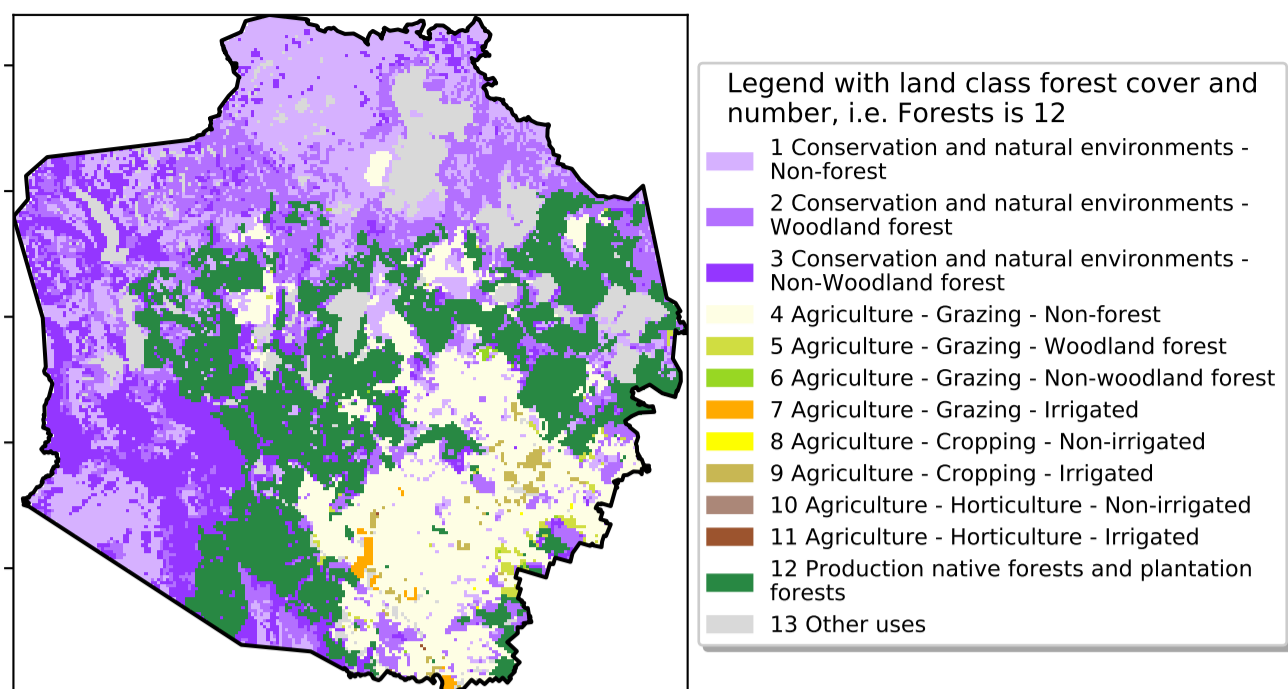 Legend with land class forest cover and
number, i.e. Forests is 12
1 Conservation and natural environments -
Non-forest
2 Conservation and natural environments -
Woodland forest
3 Conservation and natural environments -
Non-Woodland forest
4 Agriculture - Grazing - Non-forest
5 Agriculture - Grazing - Woodland forest
6 Agriculture - Grazing - Non-woodland forest
7 Agriculture - Grazing - Irrigated
8 Agriculture - Cropping - Non-irrigated
9 Agriculture - Cropping - Irrigated
10 Agriculture - Horticulture - Non-irrigated
11 Agriculture - Horticulture - Irrigated
12 Production native forests and plantation
forests
13 Other uses